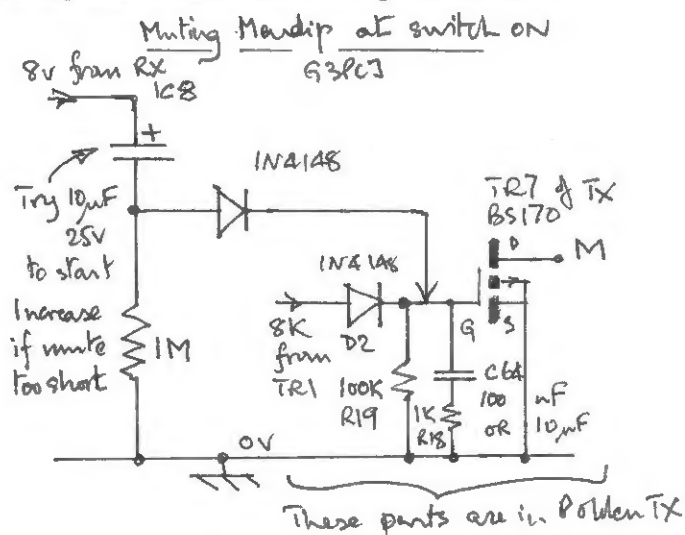 Muting Mendip at switch ON
G3PCJ
8v from RX
IC8
+
Try 10µF
25V
to start
Increase
if mute
too short
1N4148
1M
TR7 of TX
BS170
D
M
1N4148
8K
from
TR1
D2
G
S
100K
R19
1K
R18
C64
100 nF
OR 10µF
0V
These parts are in Polden TX